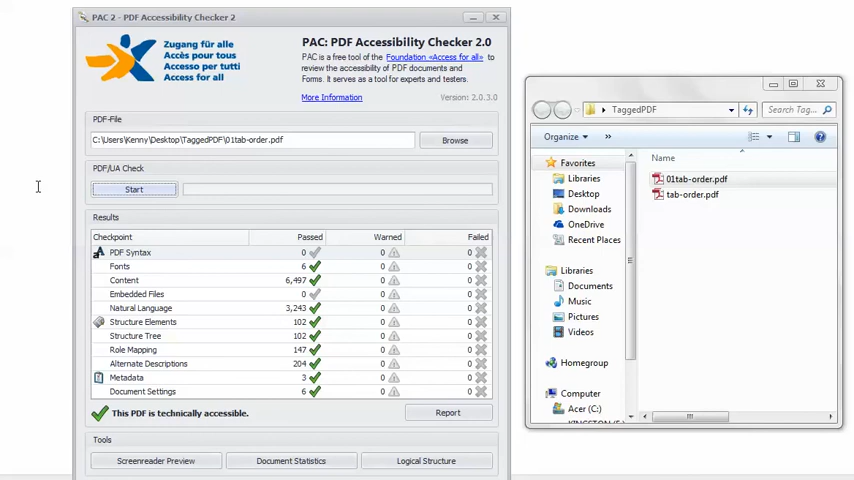 PAC 2 - PDF Accessibility Checker 2
Zugang für alle
Accès pour tous
Accesso per tutti
Access for all
PAC: PDF Accessibility Checker 2.0
PAC is a free tool of the Foundation «Access for all» to
review the accessibility of PDF documents and
Forms. It serves as a tool for experts and testers.
More Information
Version: 2.0.3.0
PDF-File
C:\Users\Kenny\Desktop\TaggedPDF\01tab-order.pdf
Browse
PDF/UA Check
Start
Results
Checkpoint Passed Warned Failed
PDF Syntax 0 0 0
Fonts 6 0 0
Content 6,497 0 0
Embedded Files 0 0 0
Natural Language 3,243 0 0
Structure Elements 102 0 0
Structure Tree 102 0 0
Role Mapping 147 0 0
Alternate Descriptions 204 0 0
Metadata 3 0 0
Document Settings 6 0 0
This PDF is technically accessible.
Report
Tools
Screenreader Preview
Document Statistics
Logical Structure
TaggedPDF
Search Tag...
Organize »
Favorites
Libraries
Desktop
Downloads
OneDrive
Recent Places
Libraries
Documents
Music
Pictures
Videos
Homegroup
Computer
Acer (C:)
Name
01tab-order.pdf
tab-order.pdf